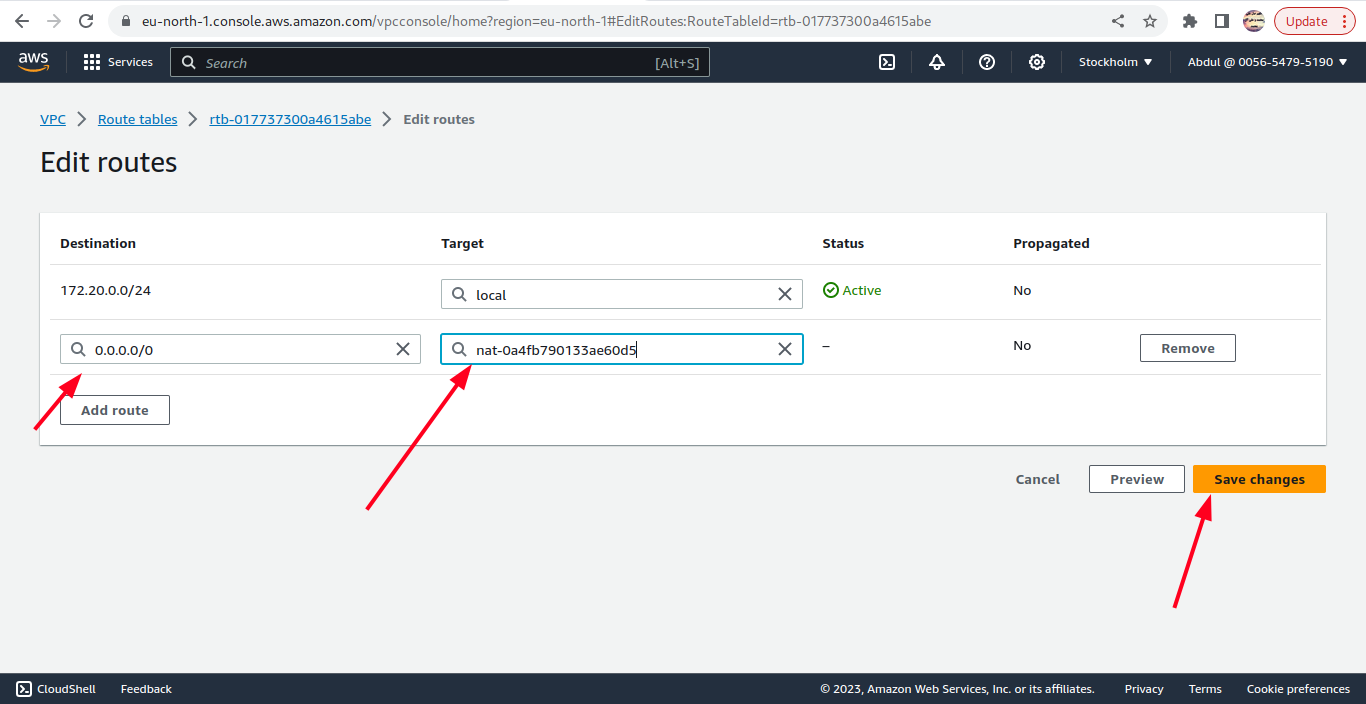 eu-north-1.console.aws.amazon.com/vpcconsole/home?region=eu-north-1#EditRoutes:RouteTableId=rtb-017737300a4615abe
Update
aws
Services
Search
[Alt+S]
Stockholm
Abdul @ 0056-5479-5190
VPC
Route tables
rtb-017737300a4615abe
Edit routes
Edit routes
Destination
Target
Status
Propagated
172.20.0.0/24
local
Active
No
0.0.0.0/0
nat-0a4fb790133ae60d5
–
No
Remove
Add route
Cancel
Preview
Save changes
CloudShell
Feedback
© 2023, Amazon Web Services, Inc. or its affiliates.
Privacy
Terms
Cookie preferences